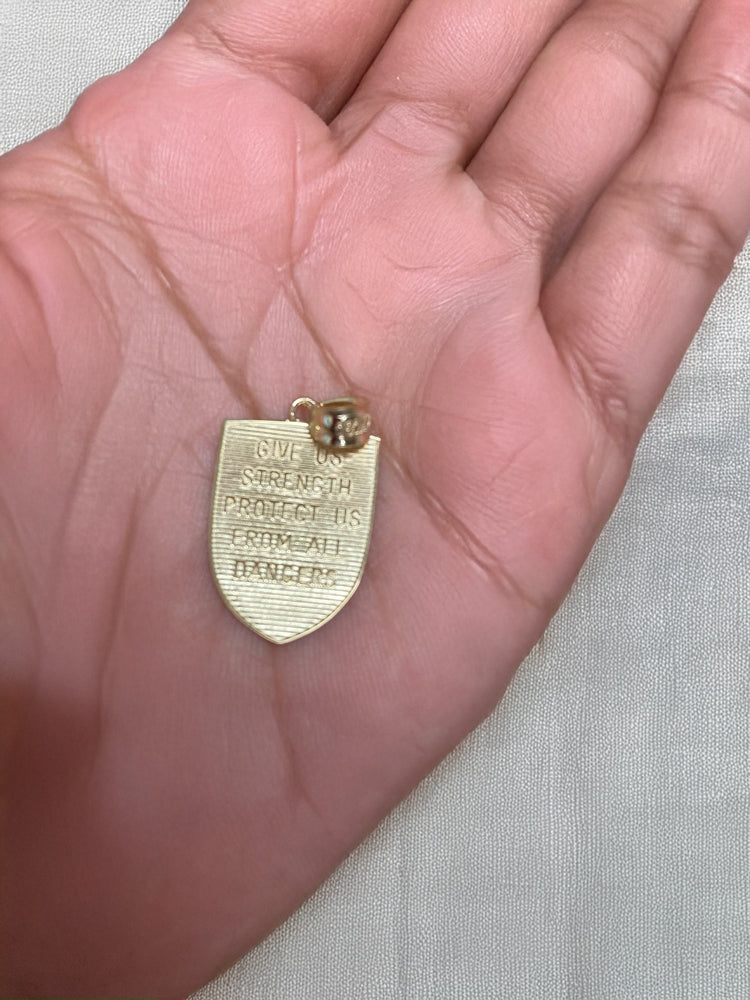 GIVE US
STRENGTH
PROTECT US
FROM ALL
DANGERS